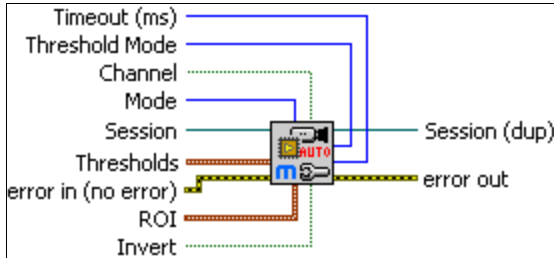 Timeout (ms)
Threshold Mode
Channel
Mode
Session
Session (dup)
AUTO
Thresholds
error in (no error)
error out
m
ROI
Invert